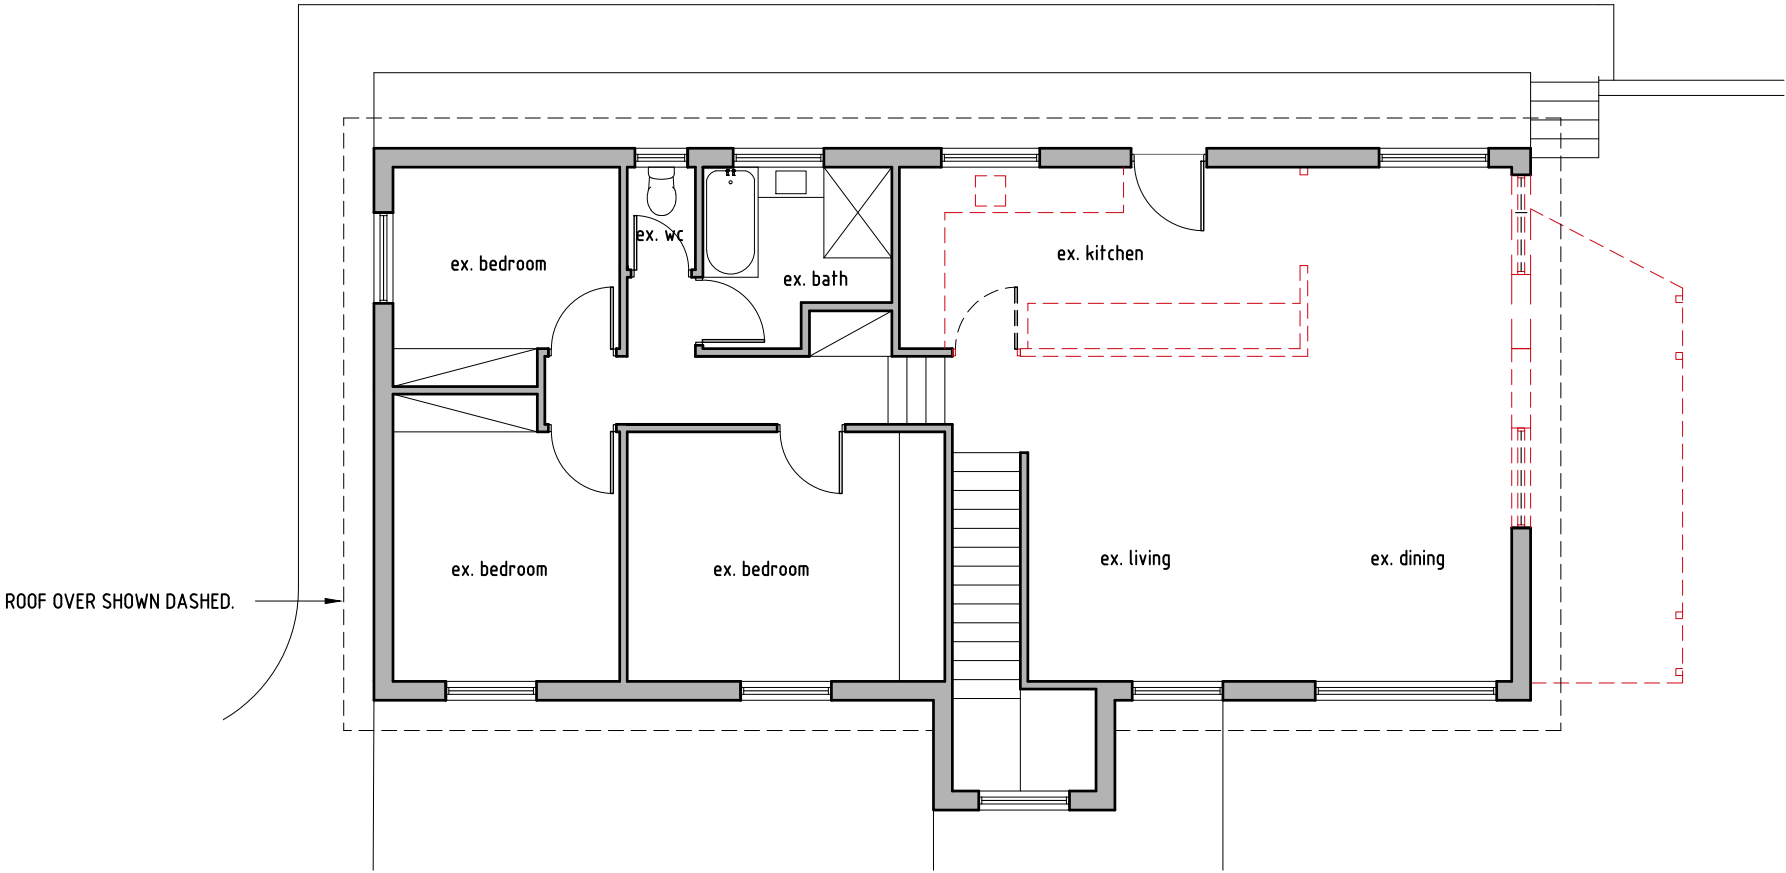 ex. wc
ex. kitchen
ex. bedroom
ex. bath
ex. living
ex. dining
ex. bedroom
ex. bedroom
ROOF OVER SHOWN DASHED.